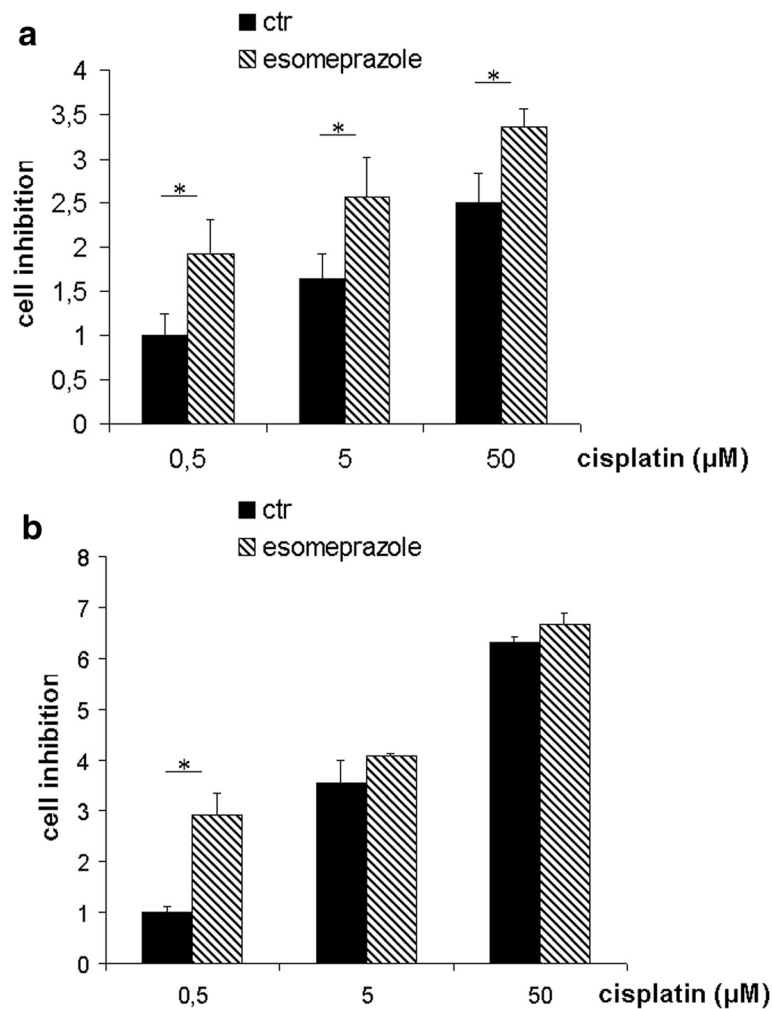 a
ctr
esomeprazole
4
3,5
3
2,5
2
1,5
1
0,5
0
cell inhibition
*
*
*
0,5 5 50 cisplatin (µM)
b
ctr
esomeprazole
8
7
6
5
4
3
2
1
0
cell inhibition
*
0,5 5 50 cisplatin (µM)